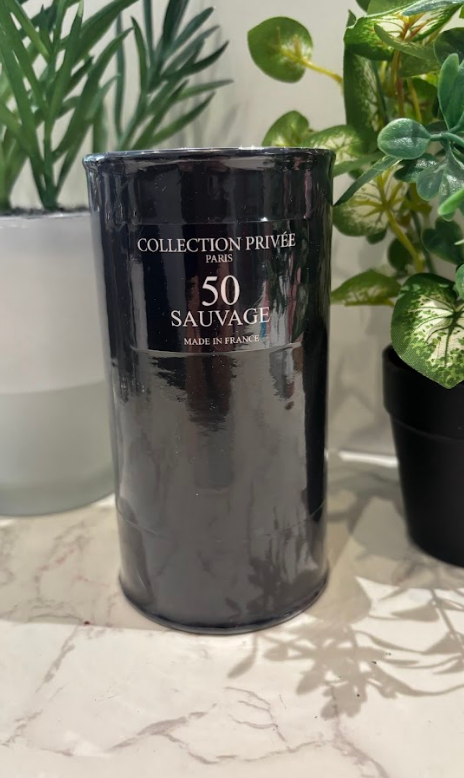 COLLECTION PRIVÉE
PARIS
50
SAUVAGE
MADE IN FRANCE